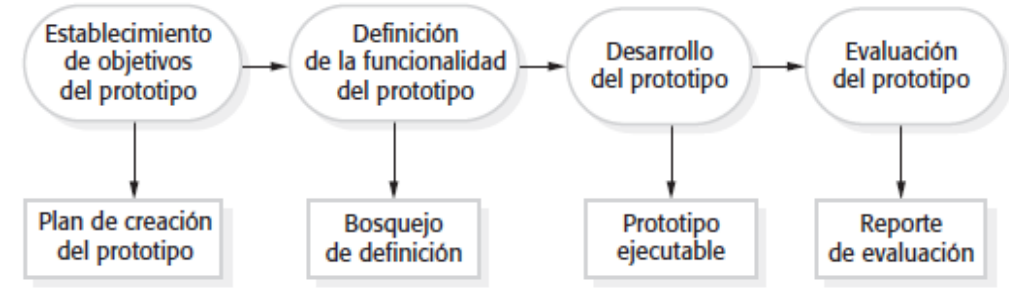 Establecimiento
de objetivos
del prototipo
Definición
de la funcionalidad
del prototipo
Desarrollo
del prototipo
Evaluación
del prototipo
Plan de creación
del prototipo
Bosquejo
de definición
Prototipo
ejecutable
Reporte
de evaluación